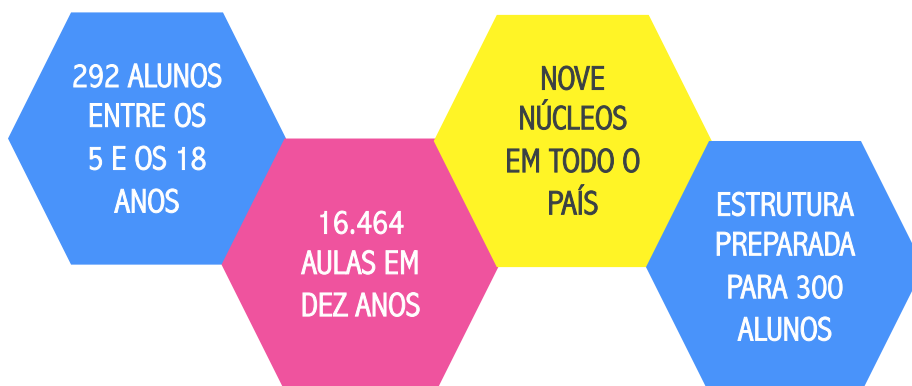 292 ALUNOS
ENTRE OS
5 E OS 18
ANOS
16.464
AULAS EM
DEZ ANOS
NOVE
NÚCLEOS
EM TODO O
PAÍS
ESTRUTURA
PREPARADA
PARA 300
ALUNOS